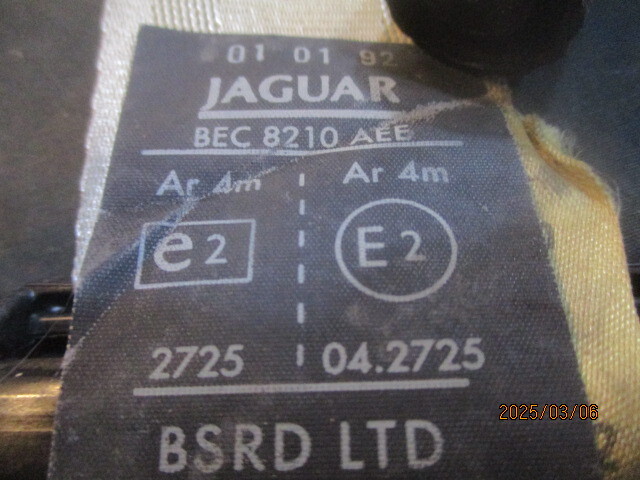 01 01 92
JAGUAR
BEC 8210 AEE
Ar 4m Ar 4m
e2 E2
2725 04.2725
BSRD LTD
2025/03/06